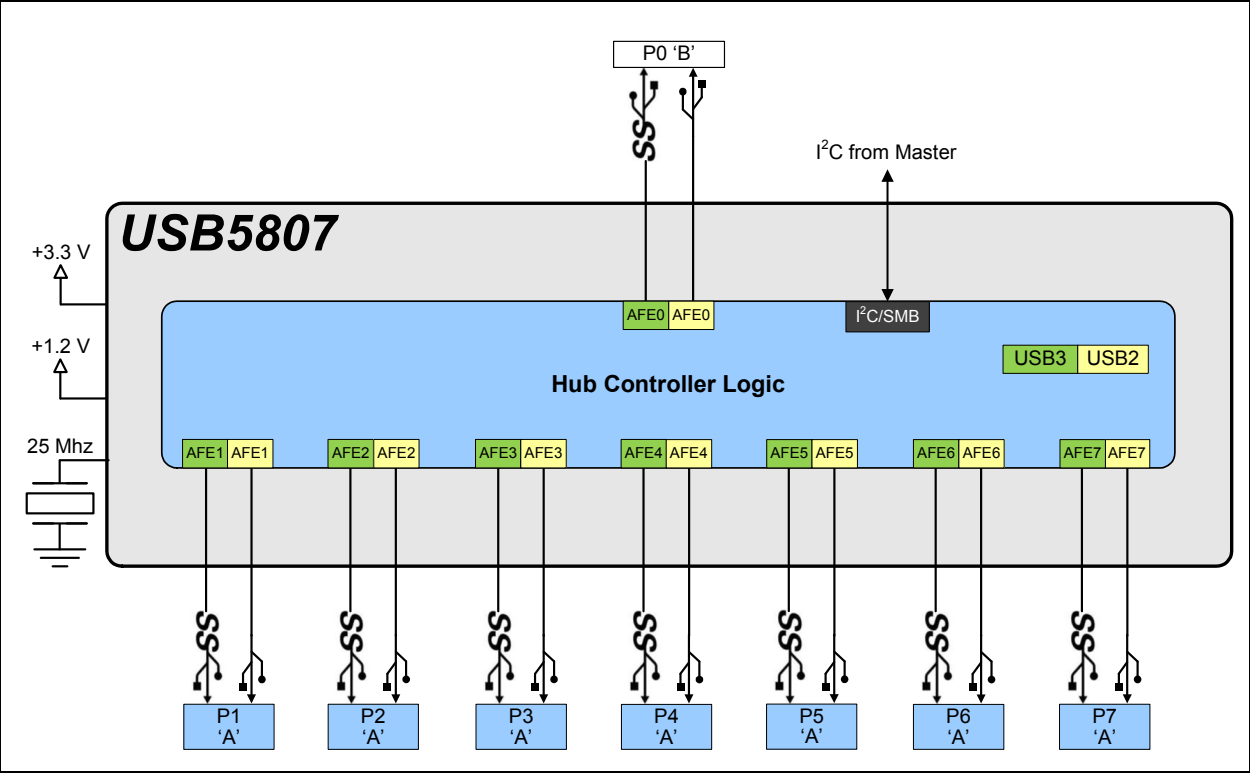 P0 ‘B’
SS
I²C from Master
USB5807
+3.3 V
AFE0 AFE0
I²C/SMB
+1.2 V
USB3 USB2
Hub Controller Logic
25 Mhz
AFE1 AFE1 AFE2 AFE2 AFE3 AFE3 AFE4 AFE4 AFE5 AFE5 AFE6 AFE6 AFE7 AFE7
SS SS SS SS SS SS SS
P1
‘A’
P2
‘A’
P3
‘A’
P4
‘A’
P5
‘A’
P6
‘A’
P7
‘A’